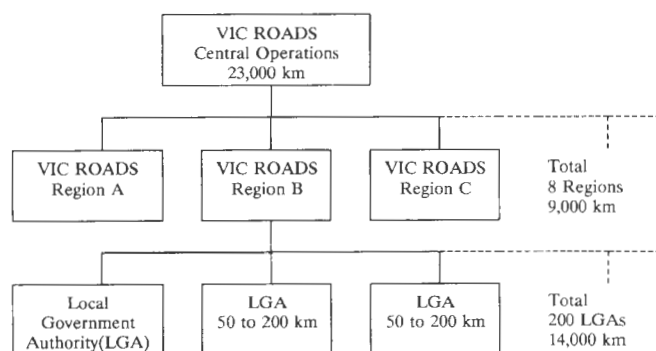 VIC ROADS
Central Operations
23,000 km
VIC ROADS
Region A
VIC ROADS
Region B
VIC ROADS
Region C
Total
8 Regions
9,000 km
Local
Government
Authority(LGA)
LGA
50 to 200 km
LGA
50 to 200 km
Total
200 LGAs
14,000 km